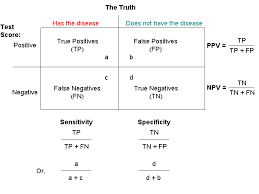 The Truth
Has the disease Does not have the disease
Test
Score:
Positive
True Positives
(TP)
False Positives
(FP)
a b
PPV = TP
TP + FP
Negative
c d
False Negatives
(FN)
True Negatives
(TN)
NPV = TN
TN + FN
Sensitivity Specificity
TP TN
TP + FN TN + FP
Or, a d
a + c d + b